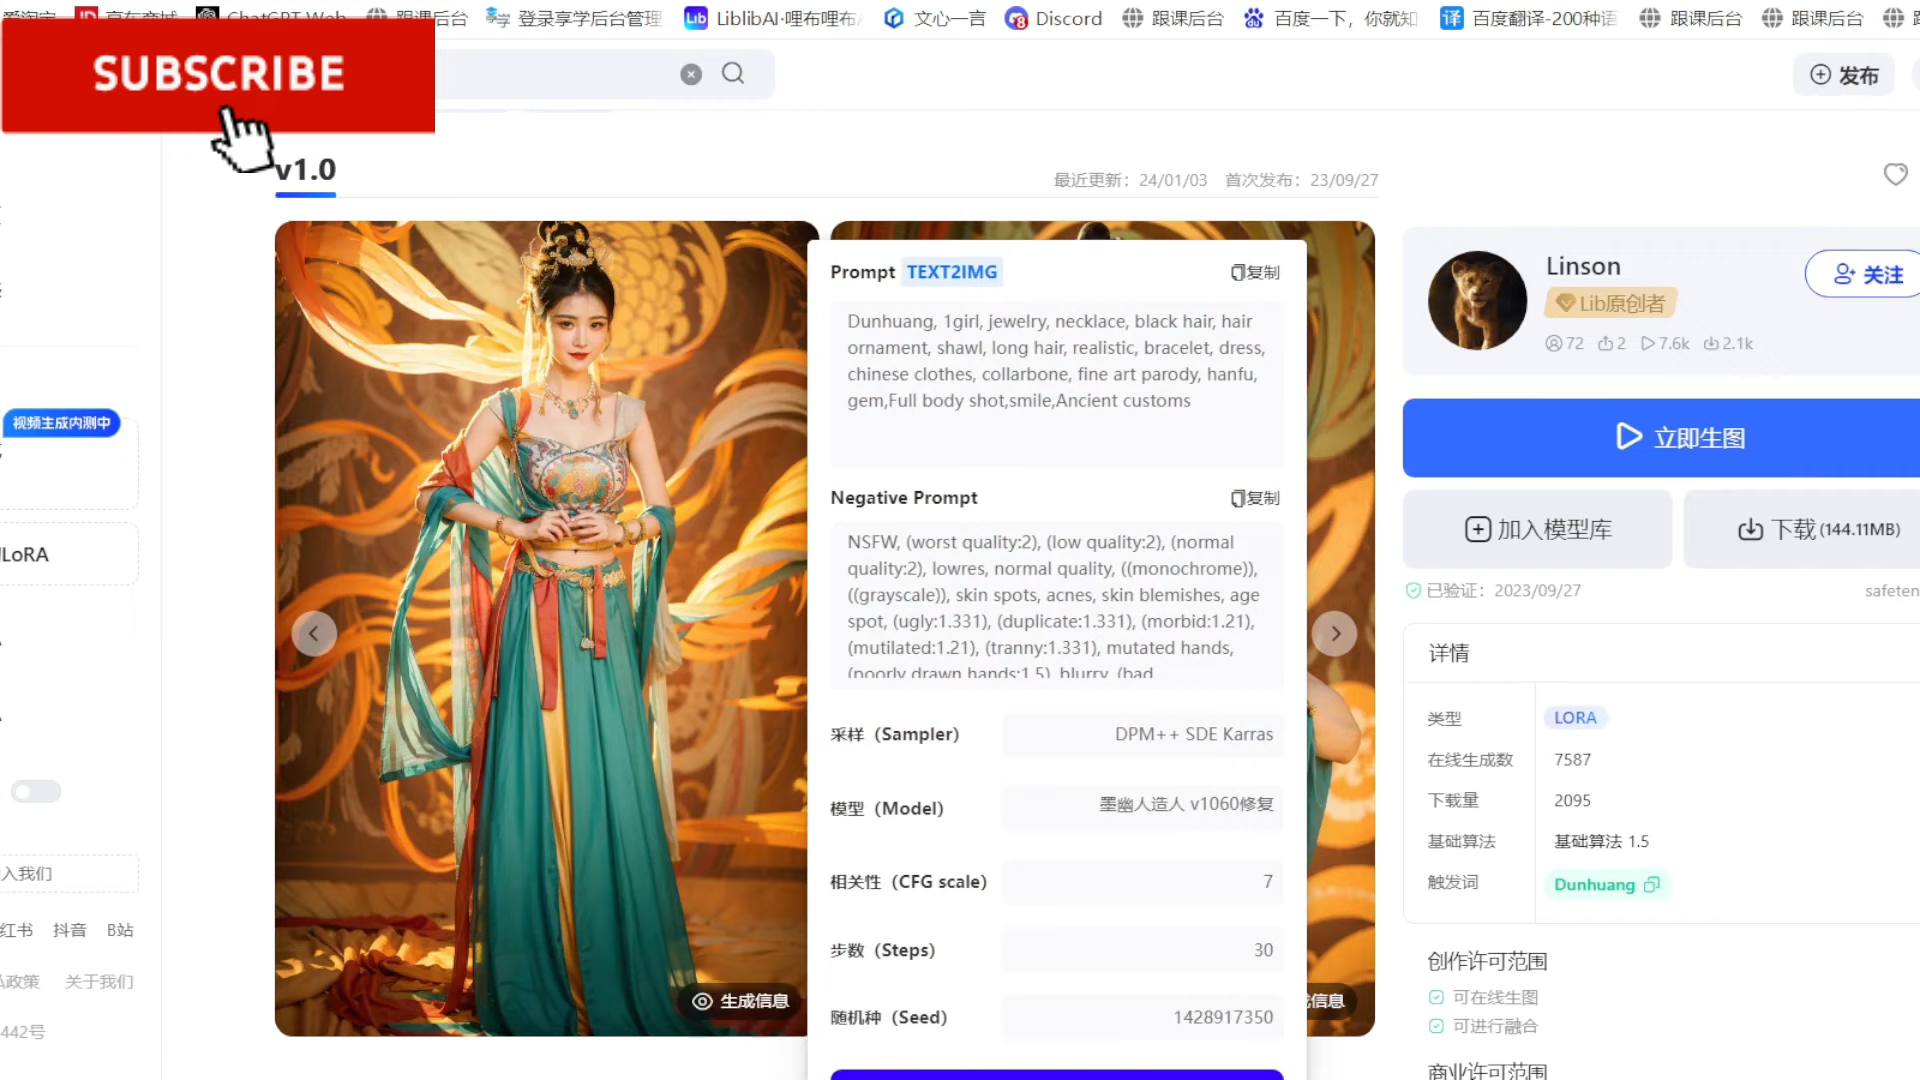 爱淘宝 京东商城 ChatGPT Web 跟课后台 登录享学后台管理 LiblibAI·哩布哩布 文心一言 Discord 跟课后台 百度一下，你就知 百度翻译-200种语 跟课后台 跟课后台
SUBSCRIBE
发布
v1.0
最近更新：24/01/03 首次发布：23/09/27
Prompt TEXT2IMG 复制
Dunhuang, 1girl, jewelry, necklace, black hair, hair
ornament, shawl, long hair, realistic, bracelet, dress,
chinese clothes, collarbone, fine art parody, hanfu,
gem,Full body shot,smile,Ancient customs
Negative Prompt 复制
NSFW, (worst quality:2), (low quality:2), (normal
quality:2), lowres, normal quality, ((monochrome)),
((grayscale)), skin spots, acnes, skin blemishes, age
spot, (ugly:1.331), (duplicate:1.331), (morbid:1.21),
(mutilated:1.21), (tranny:1.331), mutated hands,
(poorly drawn hands:1.5), blurry, (bad
采样（Sampler） DPM++ SDE Karras
模型（Model） 墨幽人造人 v1060修复
相关性（CFG scale） 7
步数（Steps） 30
随机种（Seed） 1428917350
生成信息
信息
Linson
关注
Lib原创者
72 2 7.6k 2.1k
立即生图
加入模型库 下载 (144.11MB)
已验证：2023/09/27 safeten
详情
类型 LORA
在线生成数 7587
下载量 2095
基础算法 基础算法 1.5
触发词 Dunhuang
创作许可范围
可在线生图
可进行融合
商业许可范围
视频生成内测中
LoRA
入我们
红书 抖音 B站
政策 关于我们
442号